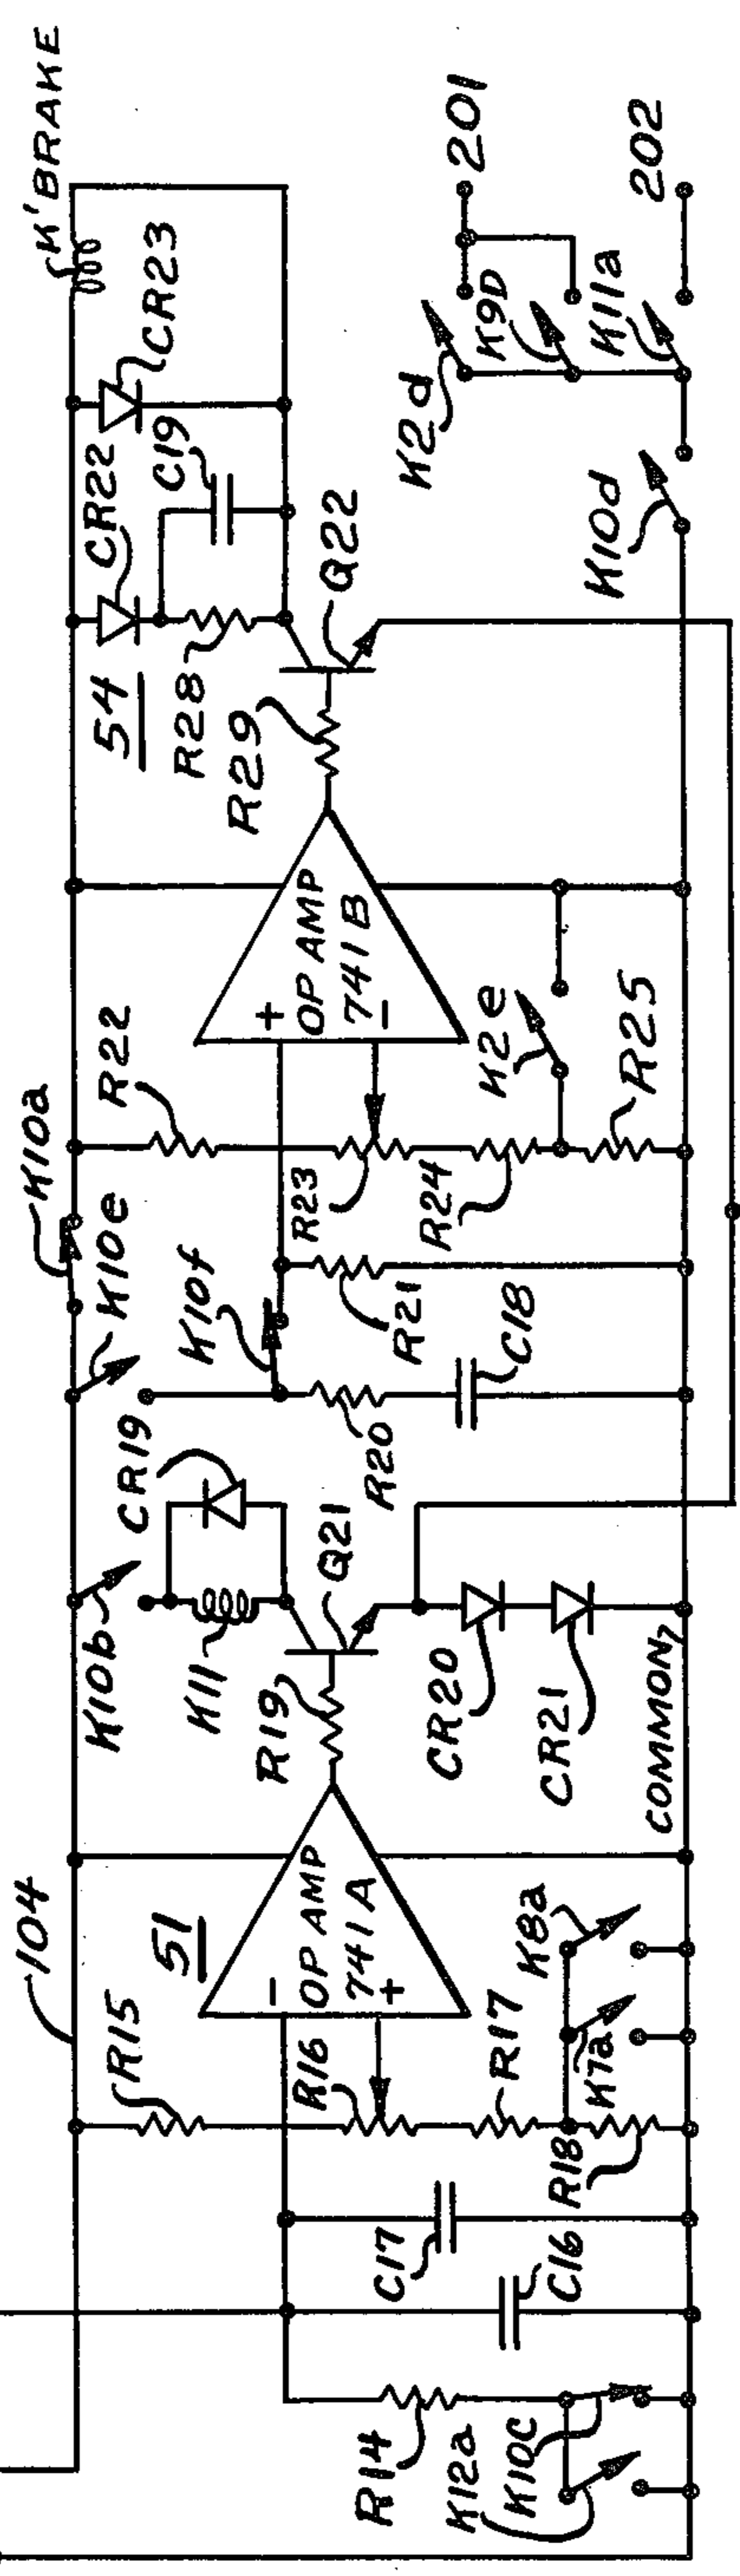 104
R15
51
OP AMP
741A
−
+
R16
R17
R18
K7a
K8a
R14
K12a
K10C
C17
C16
R19
K10b
K11
CR19
Q21
CR20
CR21
COMMON
K10a
K10e
K10f
R20
C18
R21
R22
R23
R24
R25
K2e
+
OP AMP
741B
−
R29
54
R28
CR22
C19
CR23
K'BRAKE
Q22
K2d
K9D
K11a
K10d
201
202